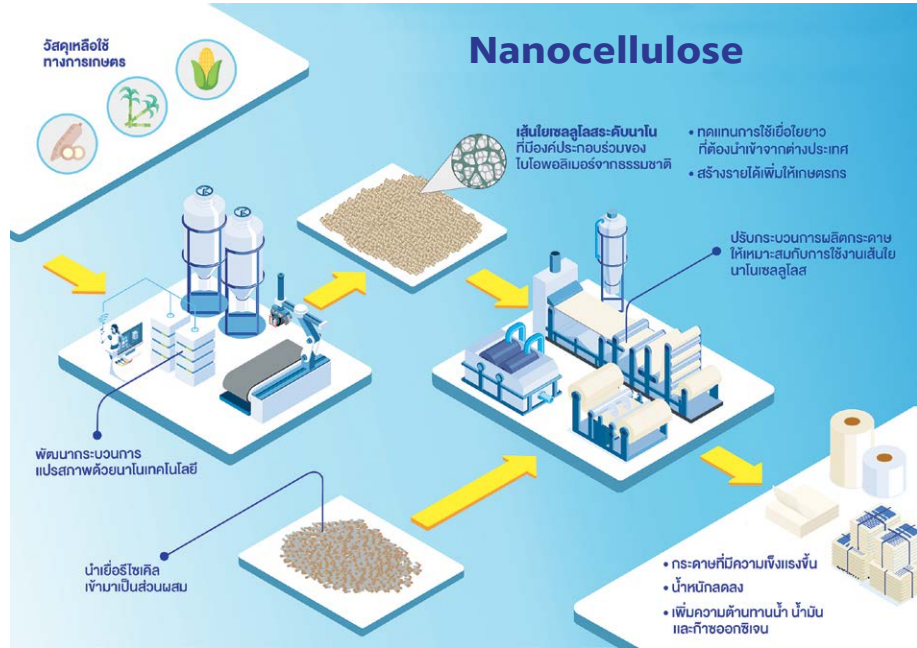 วัสดุเหลือใช้
ทางการเกษตร
Nanocellulose
เส้นใยเซลลูโลสระดับนาโน
ที่มีองค์ประกอบร่วมของ
ไบโอพอลิเมอร์จากธรรมชาติ
• ทดแทนการใช้เยื่อใยยาว
ที่ต้องนำเข้าจากต่างประเทศ
• สร้างรายได้เพิ่มให้เกษตรกร
ปรับกระบวนการผลิตกระดาษ
ให้เหมาะสมกับการใช้งานเส้นใย
นาโนเซลลูโลส
พัฒนากระบวนการ
แปรสภาพด้วยนาโนเทคโนโลยี
นำเยื่อรีไซเคิล
เข้ามาเป็นส่วนผสม
• กระดาษที่มีความแข็งแรงขึ้น
• น้ำหนักลดลง
• เพิ่มความต้านทานน้ำ น้ำมัน
และก๊าซออกซิเจน